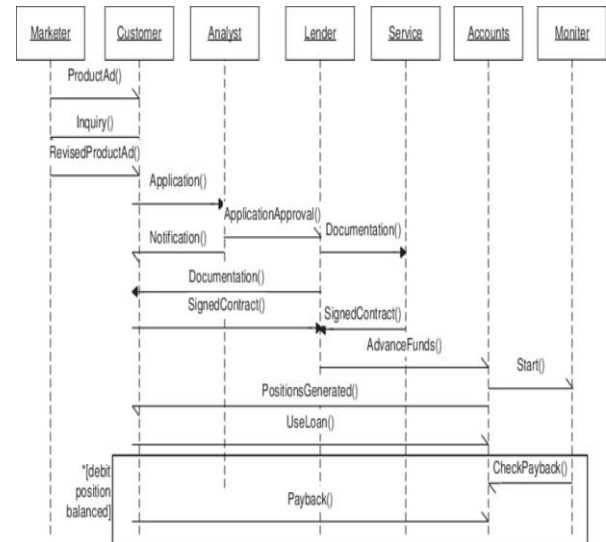 Marketer Customer Analyst Lender Service Accounts Moniter
ProductAd()
Inquiry()
RevisedProductAd()
Application()
ApplicationApproval()
Notification()
Documentation()
Documentation()
SignedContract()
SignedContract()
AdvanceFunds()
Start()
PositionsGenerated()
UseLoan()
*[debit
position
balanced]
CheckPayback()
Payback()